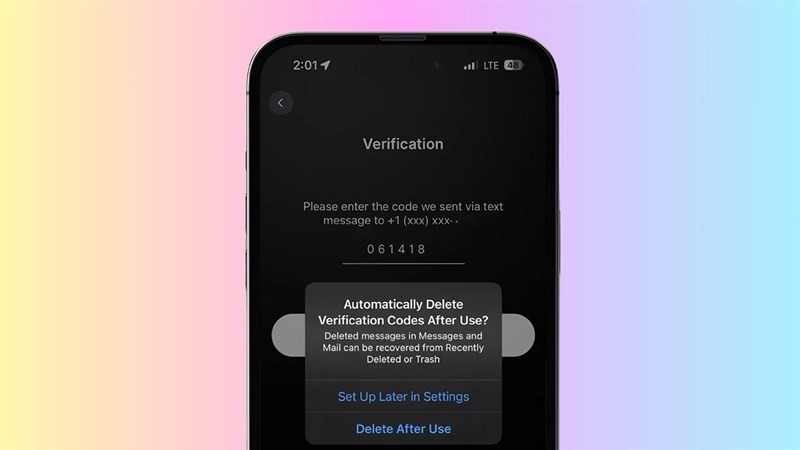 2:01 LTE 48
Verification
Please enter the code we sent via text
message to +1 (xxx) xxx- ·
061418
Automatically Delete
Verification Codes After Use?
Deleted messages in Messages and
Mail can be recovered from Recently
Deleted or Trash
Set Up Later in Settings
Delete After Use